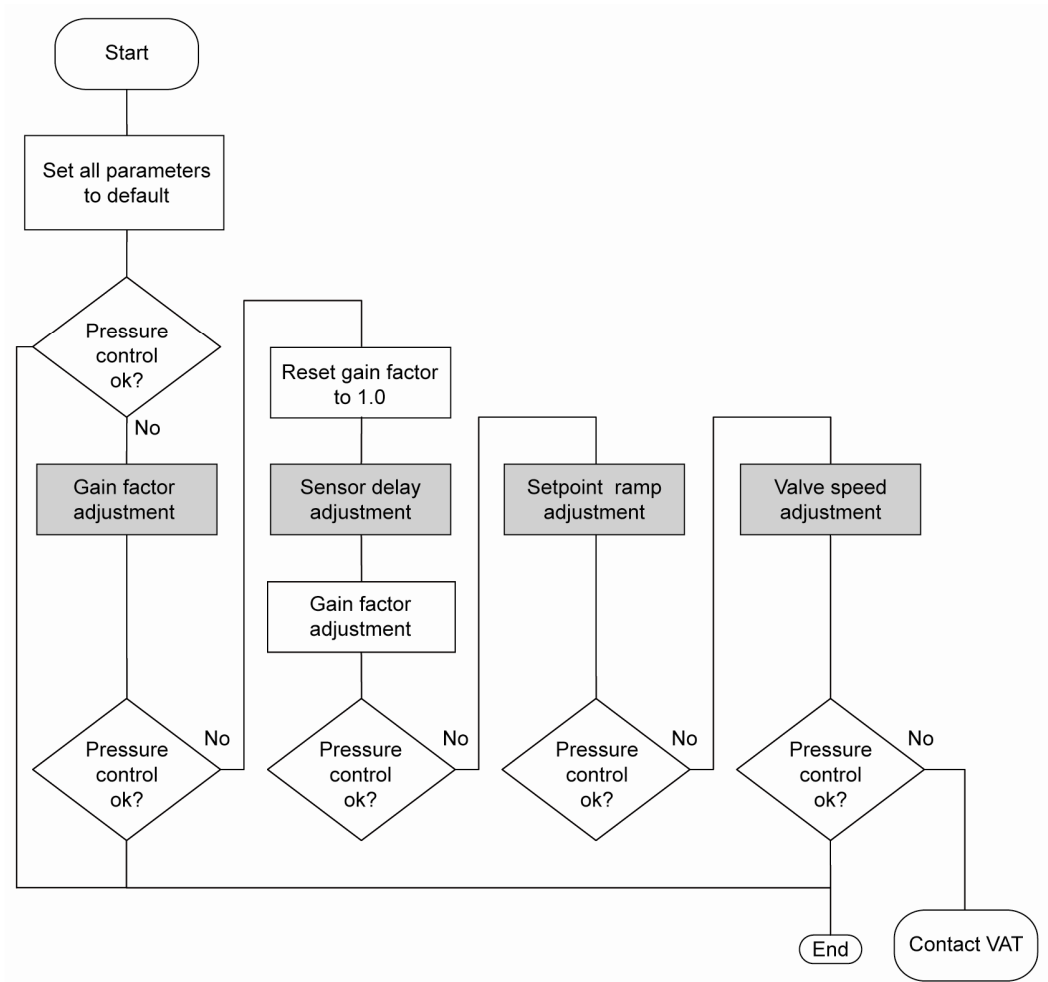 Start
Set all parameters
to default
Pressure
control
ok?
No
Gain factor
adjustment
Pressure
control
ok?
No
Reset gain factor
to 1.0
Sensor delay
adjustment
Gain factor
adjustment
Pressure
control
ok?
No
Setpoint ramp
adjustment
Pressure
control
ok?
No
Valve speed
adjustment
Pressure
control
ok?
No
End
Contact VAT